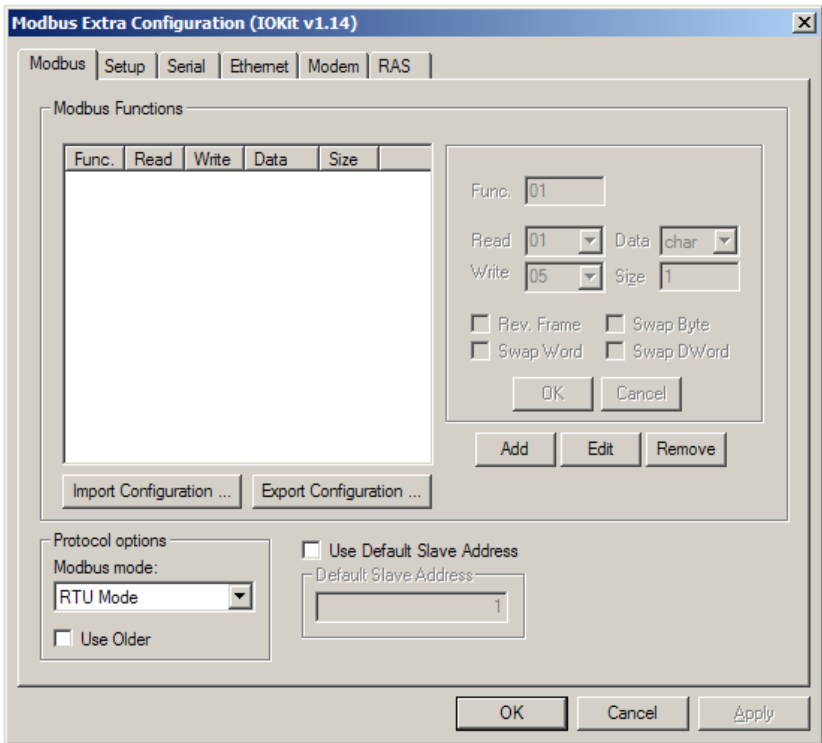 Modbus Extra Configuration (IOKit v1.14)
Modbus Setup Serial Ethernet Modem RAS
Modbus Functions
Func. Read Write Data Size
Func. 01
Read 01 Data char
Write 05 Size 1
Rev. Frame Swap Byte
Swap Word Swap DWord
OK Cancel
Add Edit Remove
Import Configuration ... Export Configuration ...
Protocol options
Modbus mode:
RTU Mode
Use Older
Use Default Slave Address
Default Slave Address
1
OK Cancel Apply